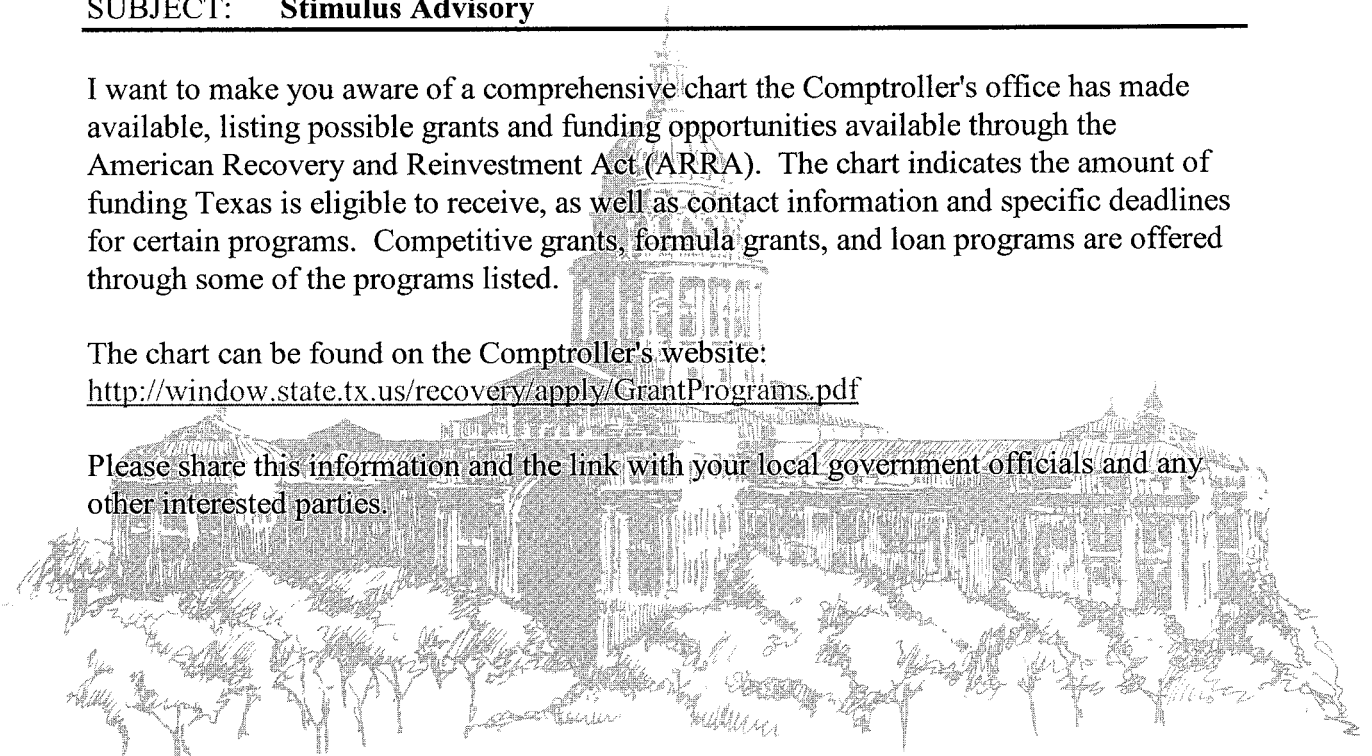 SUBJECT: Stimulus Advisory
I want to make you aware of a comprehensive chart the Comptroller's office has made
available, listing possible grants and funding opportunities available through the
American Recovery and Reinvestment Act (ARRA). The chart indicates the amount of
funding Texas is eligible to receive, as well as contact information and specific deadlines
for certain programs. Competitive grants, formula grants, and loan programs are offered
through some of the programs listed.
The chart can be found on the Comptroller's website:
http://window.state.tx.us/recovery/apply/GrantPrograms.pdf
Please share this information and the link with your local government officials and any
other interested parties.